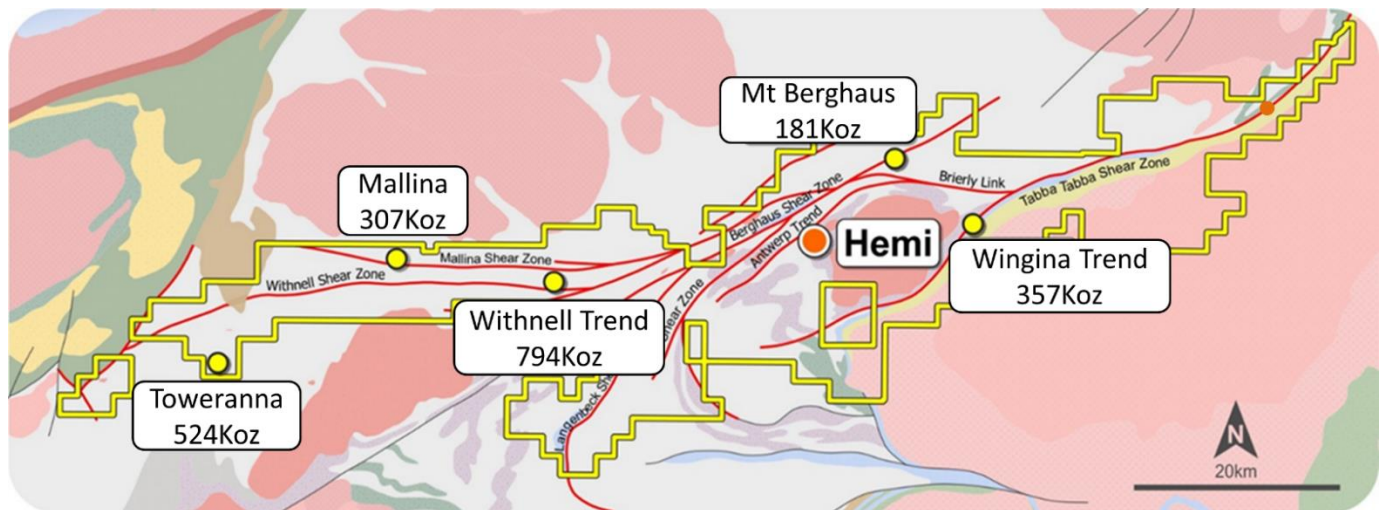 Mt Berghaus
181Koz
Mallina
307Koz
Brierly Link
Tabba Tabba Shear Zone
Berghaus Shear Zone
Antwerp Trend
Hemi
Mallina Shear Zone
Withnell Shear Zone
Wingina Trend
357Koz
Withnell Trend
794Koz
Shear Zone
Toweranna
524Koz
Langenbeck
N
20km